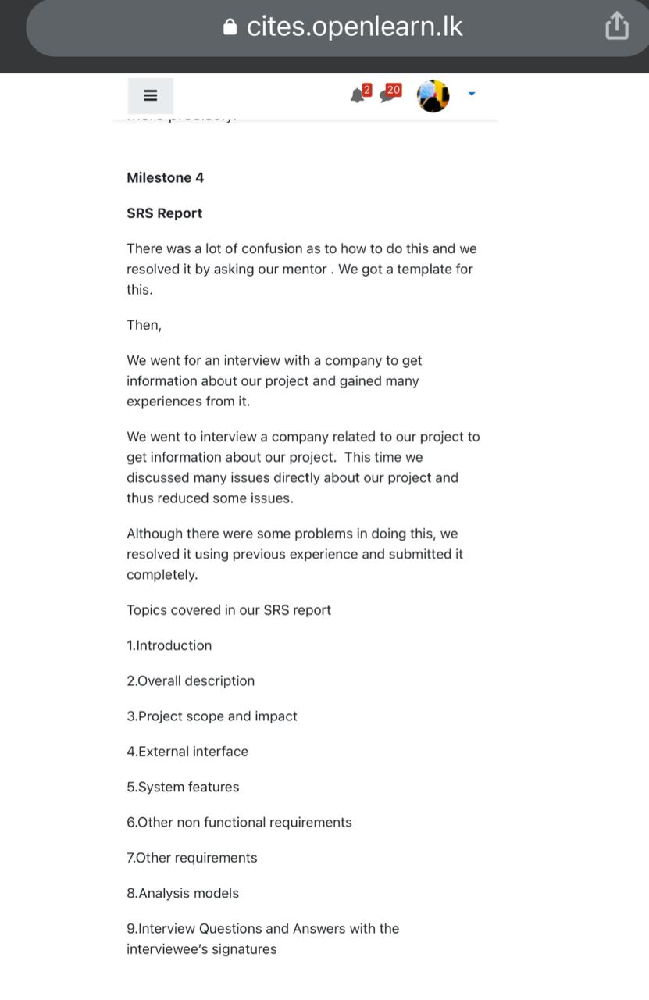 cites.openlearn.lk
2 20
Milestone 4
SRS Report
There was a lot of confusion as to how to do this and we
resolved it by asking our mentor . We got a template for
this.
Then,
We went for an interview with a company to get
information about our project and gained many
experiences from it.
We went to interview a company related to our project to
get information about our project.  This time we
discussed many issues directly about our project and
thus reduced some issues.
Although there were some problems in doing this, we
resolved it using previous experience and submitted it
completely.
Topics covered in our SRS report
1.Introduction
2.Overall description
3.Project scope and impact
4.External interface
5.System features
6.Other non functional requirements
7.Other requirements
8.Analysis models
9.Interview Questions and Answers with the
interviewee's signatures